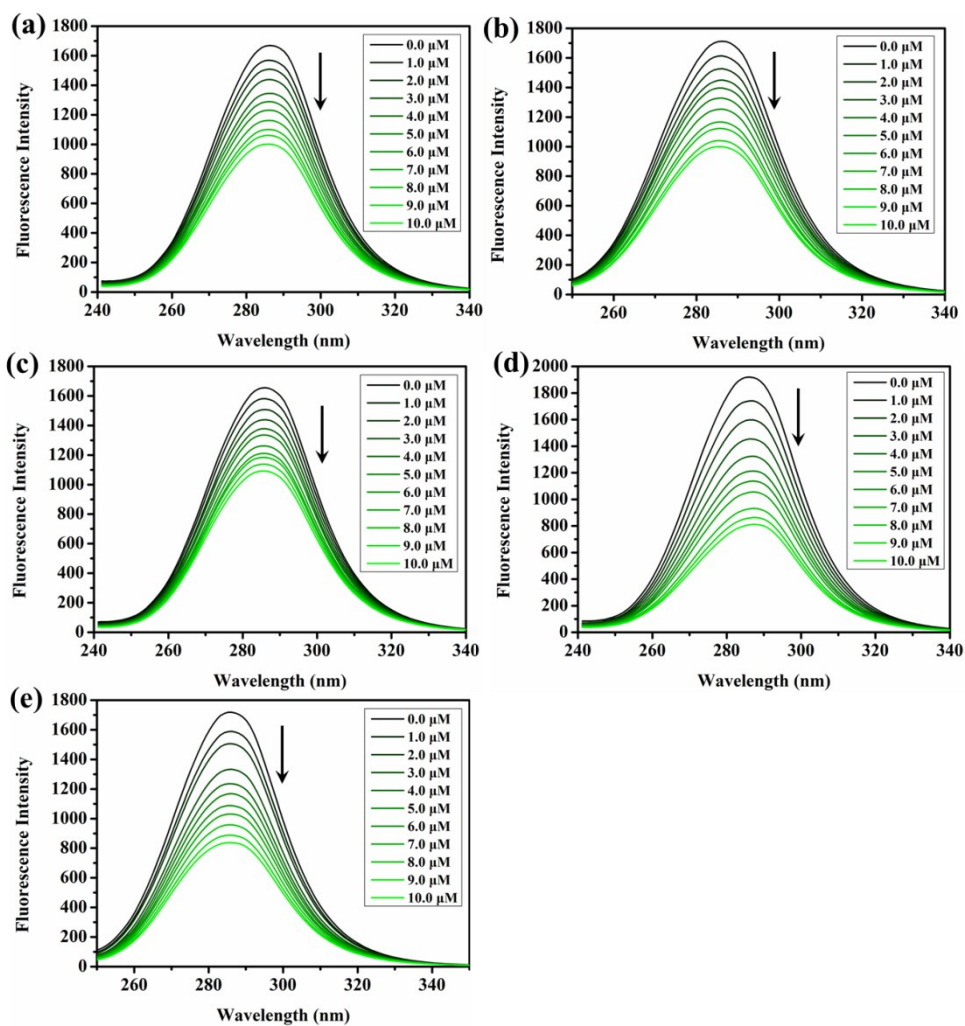 (a)
Fluorescence Intensity
1800
1600
1400
1200
1000
800
600
400
200
0
240 260 280 300 320 340
Wavelength (nm)
0.0 µM
1.0 µM
2.0 µM
3.0 µM
4.0 µM
5.0 µM
6.0 µM
7.0 µM
8.0 µM
9.0 µM
10.0 µM
(b)
Fluorescence Intensity
1800
1600
1400
1200
1000
800
600
400
200
0
260 280 300 320 340
Wavelength (nm)
0.0 µM
1.0 µM
2.0 µM
3.0 µM
4.0 µM
5.0 µM
6.0 µM
7.0 µM
8.0 µM
9.0 µM
10.0 µM
(c)
Fluorescence Intensity
1800
1600
1400
1200
1000
800
600
400
200
0
240 260 280 300 320 340
Wavelength (nm)
0.0 µM
1.0 µM
2.0 µM
3.0 µM
4.0 µM
5.0 µM
6.0 µM
7.0 µM
8.0 µM
9.0 µM
10.0 µM
(d)
Fluorescence Intensity
2000
1800
1600
1400
1200
1000
800
600
400
200
0
240 260 280 300 320 340
Wavelength (nm)
0.0 µM
1.0 µM
2.0 µM
3.0 µM
4.0 µM
5.0 µM
6.0 µM
7.0 µM
8.0 µM
9.0 µM
10.0 µM
(e)
Fluorescence Intensity
1800
1600
1400
1200
1000
800
600
400
200
0
260 280 300 320 340
Wavelength (nm)
0.0 µM
1.0 µM
2.0 µM
3.0 µM
4.0 µM
5.0 µM
6.0 µM
7.0 µM
8.0 µM
9.0 µM
10.0 µM